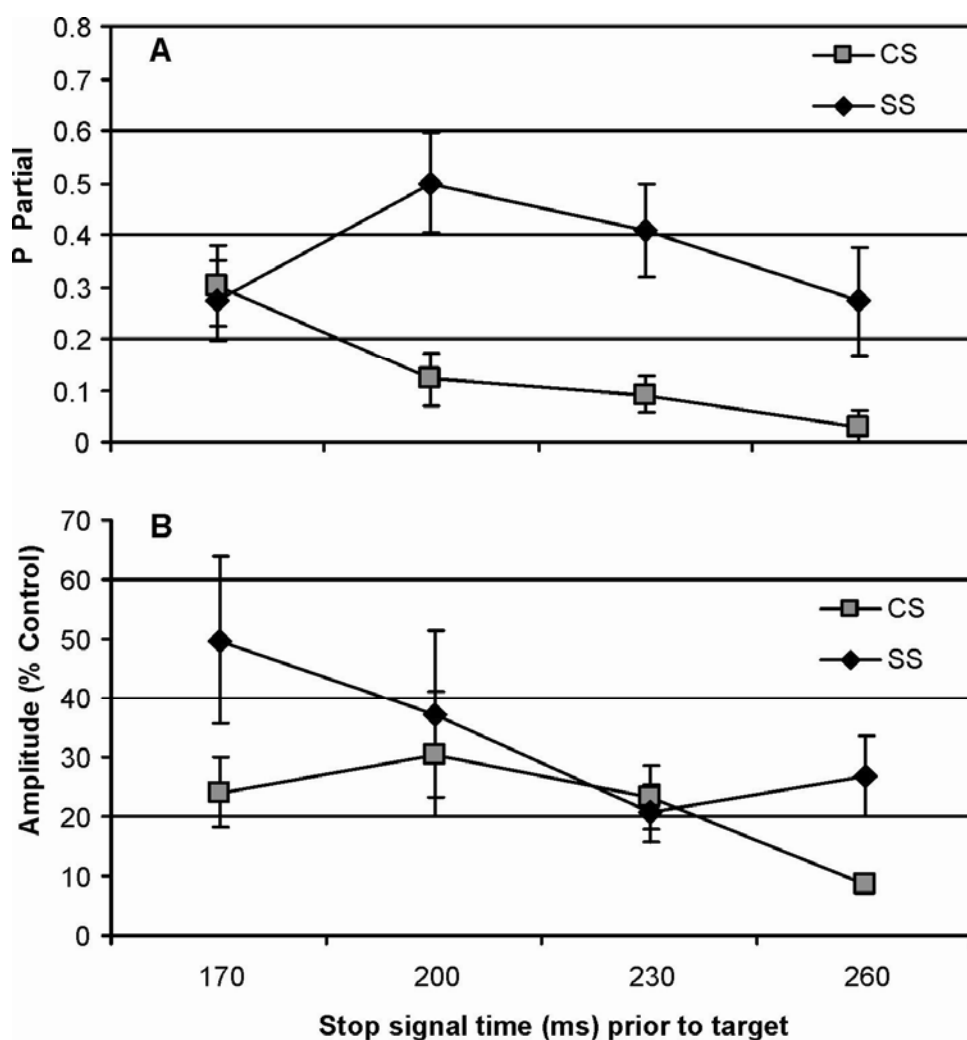 A
P Partial
0.8
0.7
0.6
0.5
0.4
0.3
0.2
0.1
0
CS
SS
B
Amplitude (% Control)
70
60
50
40
30
20
10
0
CS
SS
170 200 230 260
Stop signal time (ms) prior to target